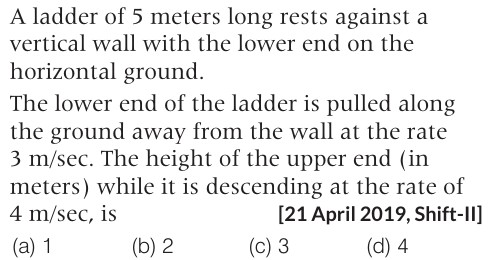 A ladder of 5 meters long rests against a
vertical wall with the lower end on the
horizontal ground.
The lower end of the ladder is pulled along
the ground away from the wall at the rate
3 m/sec. The height of the upper end (in
meters) while it is descending at the rate of
4 m/sec, is [21 April 2019, Shift-II]
(a) 1 (b) 2 (c) 3 (d) 4